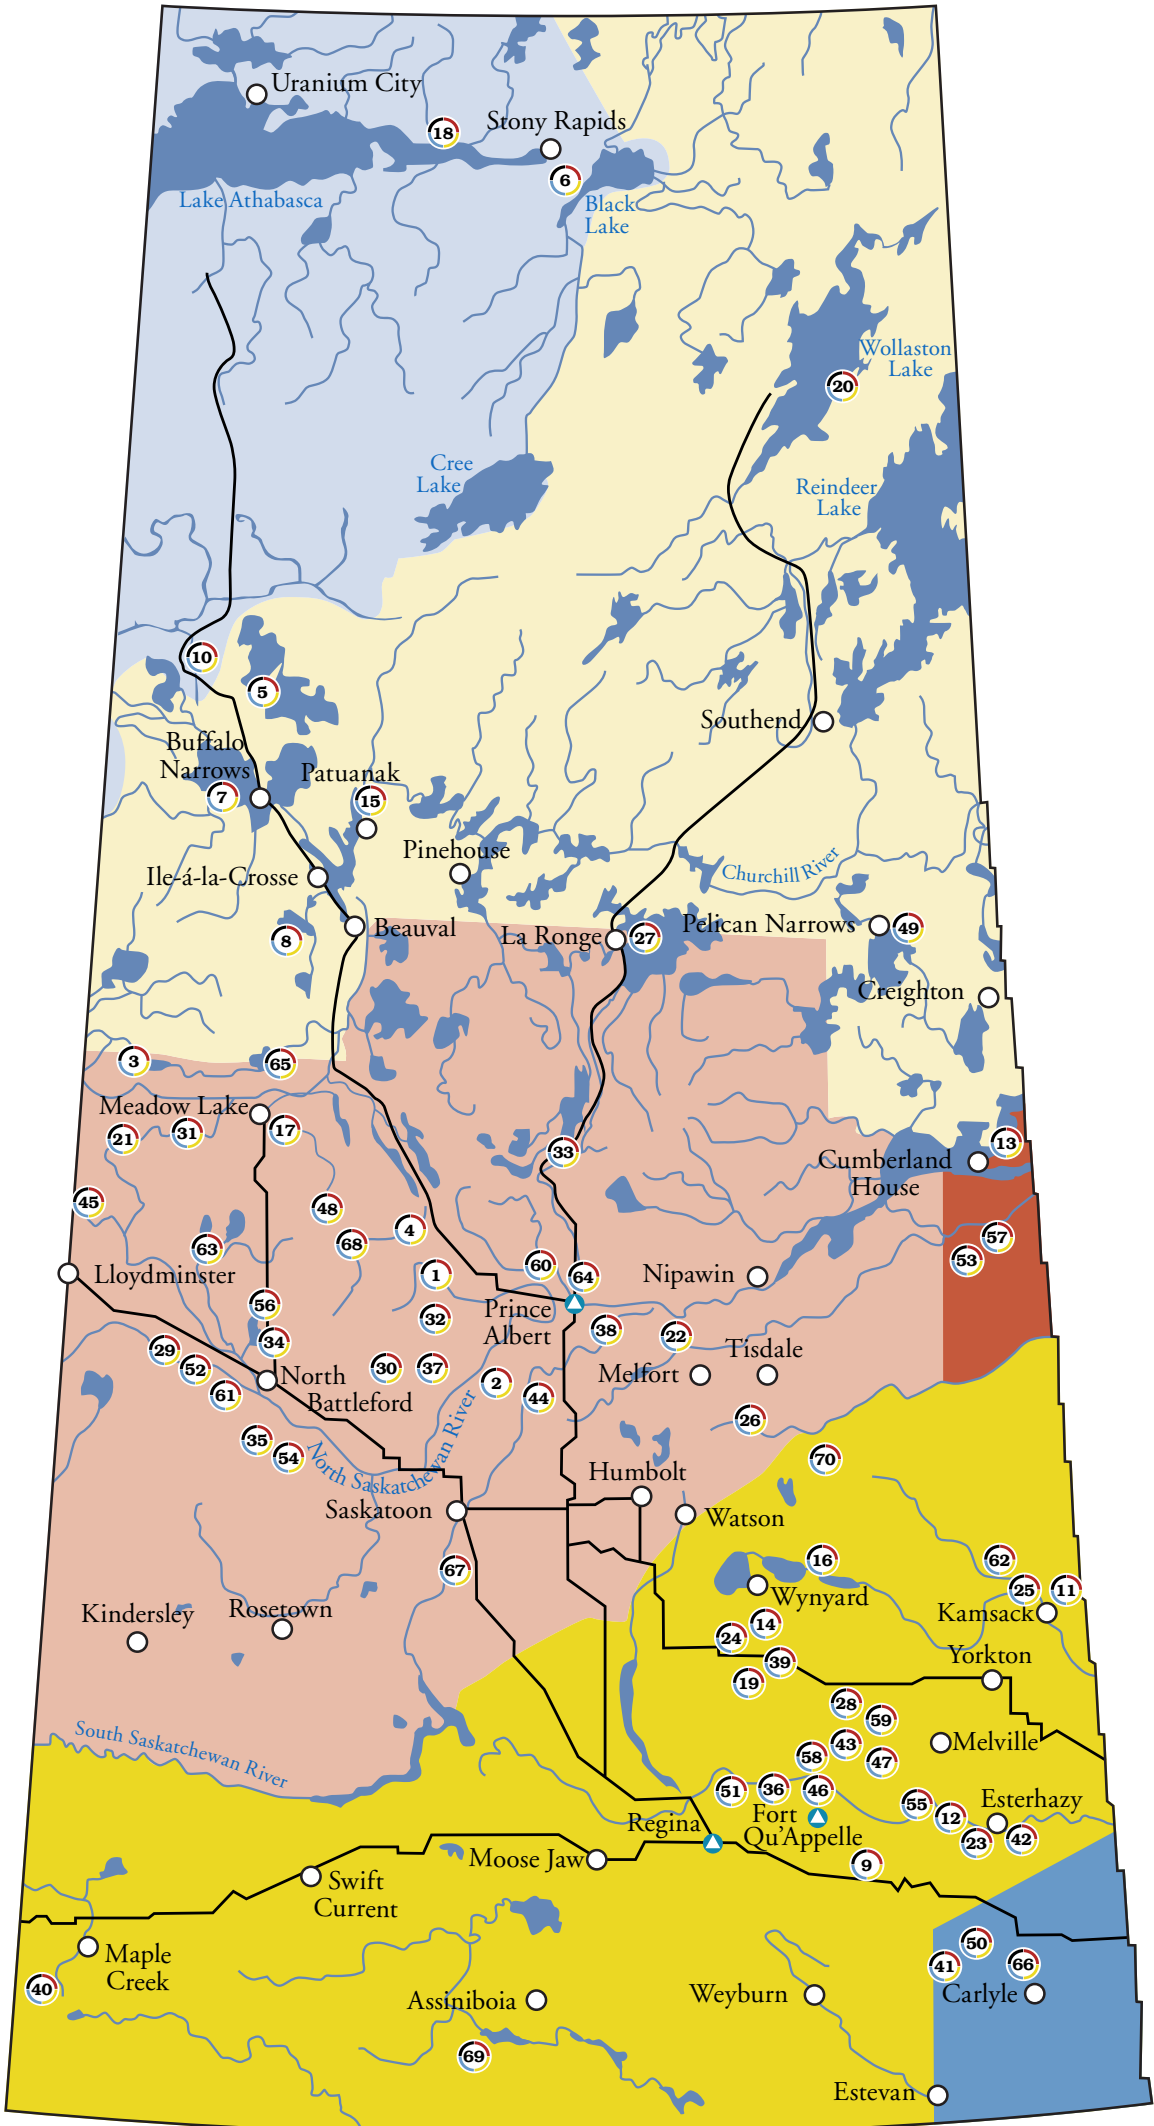 Uranium City
18
Stony Rapids
6
Lake Athabasca
Black
Lake
Wollaston
Lake
20
Cree
Lake
Reindeer
Lake
10
5
Southend
Buffalo
Narrows
7
Patuanak
15
Pinehouse
Churchill River
Ile-á-la-Crosse
8
Beauval
La Ronge
27
Pelican Narrows
49
Creighton
3
65
Meadow Lake
21
31
17
33
13
Cumberland
House
45
48
63
68
4
57
53
Lloydminster
1
60
64
Nipawin
56
32
Prince
Albert
38
22
34
29
52
61
North
Battleford
30
37
2
44
Melfort
Tisdale
26
35
54
North Saskatchewan River
70
Humbolt
Saskatoon
Watson
67
16
62
25
11
Wynyard
Kamsack
Kindersley
Rosetown
14
24
39
19
Yorkton
28
59
South Saskatchewan River
43
58
47
Melville
51
36
46
55
12
Esterhazy
Regina
Fort
Qu'Appelle
23
42
Moose Jaw
9
Swift
Current
50
41
66
Maple
Creek
40
Assiniboia
Weyburn
Carlyle
69
Estevan